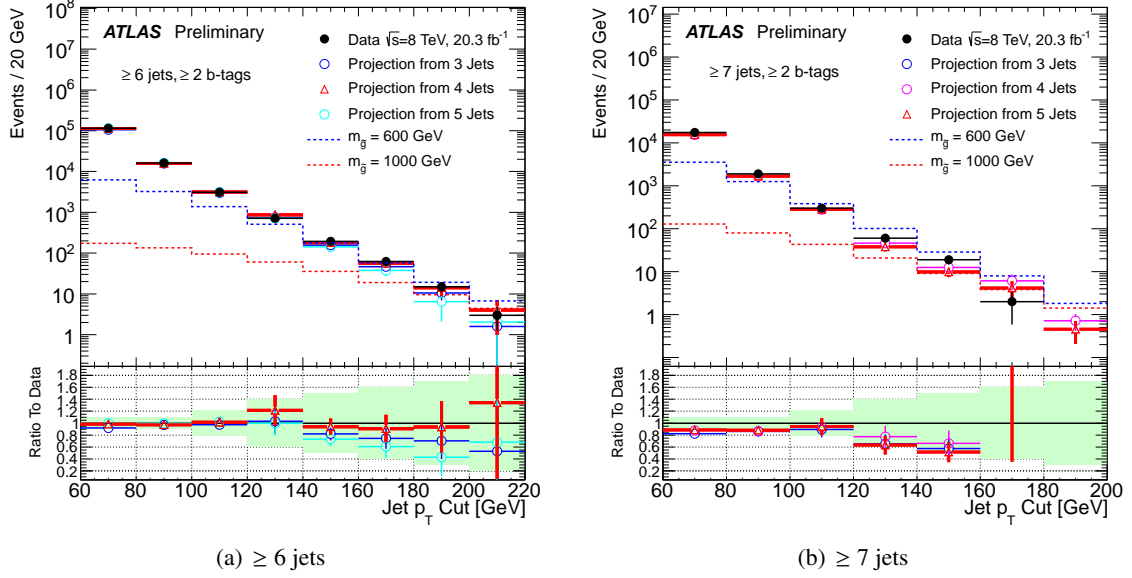 10⁸
10⁷
10⁶
10⁵
10⁴
10³
10²
10
1
Events / 20 GeV
ATLAS Preliminary
≥ 6 jets, ≥ 2 b-tags
Data √s=8 TeV, 20.3 fb⁻¹
Projection from 3 Jets
Projection from 4 Jets
Projection from 5 Jets
m_g̃ = 600 GeV
m_g̃ = 1000 GeV
Ratio To Data
1.8
1.6
1.4
1.2
1.0
0.8
0.6
0.4
0.2
60 80 100 120 140 160 180 200 220
Jet p_T Cut [GeV]
(a) ≥ 6 jets
10⁷
10⁶
10⁵
10⁴
10³
10²
10
1
Events / 20 GeV
ATLAS Preliminary
≥ 7 jets, ≥ 2 b-tags
Data √s=8 TeV, 20.3 fb⁻¹
Projection from 3 Jets
Projection from 4 Jets
Projection from 5 Jets
m_g̃ = 600 GeV
m_g̃ = 1000 GeV
Ratio To Data
1.8
1.6
1.4
1.2
1.0
0.8
0.6
0.4
0.2
60 80 100 120 140 160 180 200
Jet p_T Cut [GeV]
(b) ≥ 7 jets